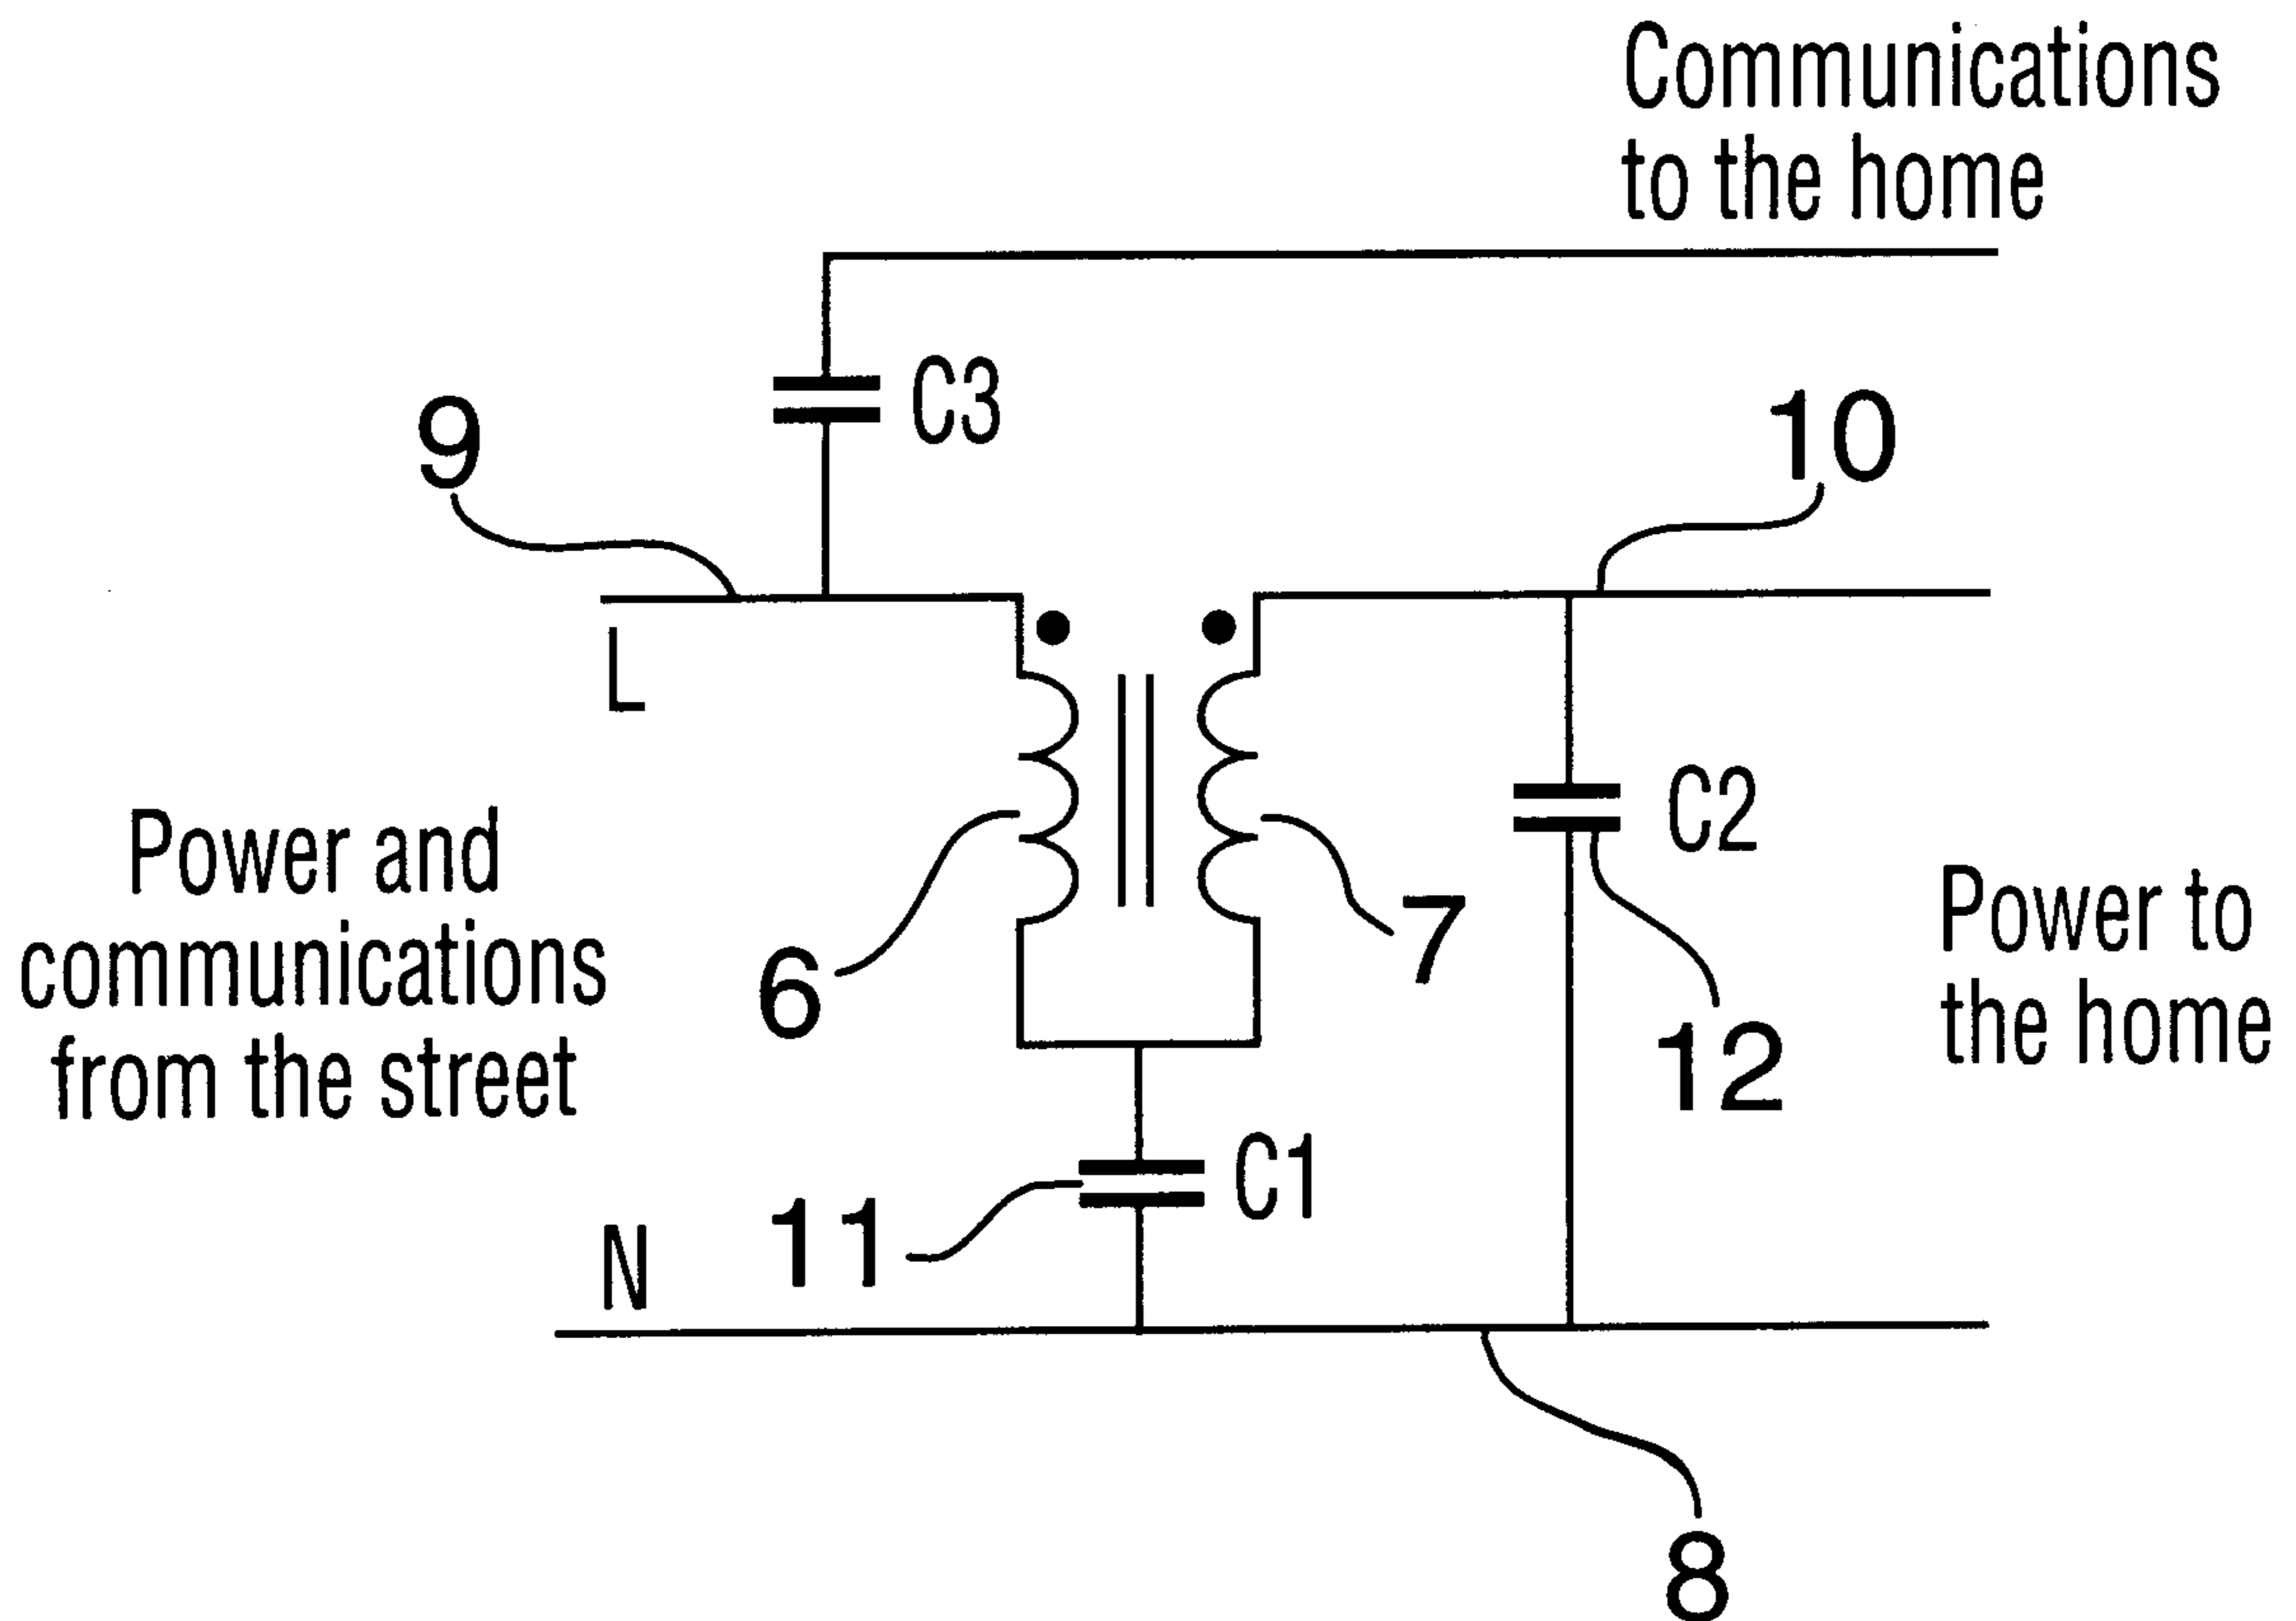 Communications
to the home
C3
9
10
L
C2
Power and
communications
from the street
Power to
the home
6
7
12
C1
11
N
8